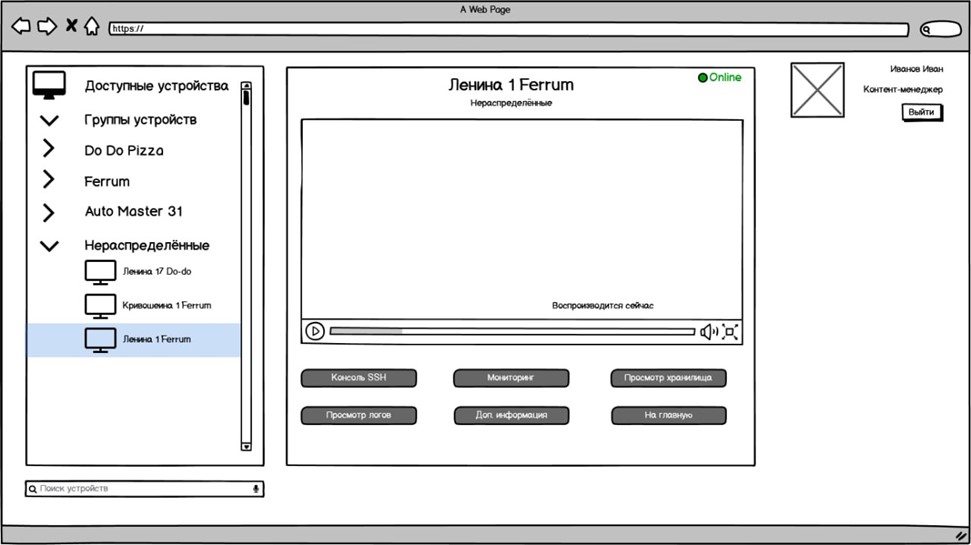 A Web Page
https://
Доступные устройства
Группы устройств
Do Do Pizza
Ferrum
Auto Master 31
Нераспределённые
Ленина 17 Do-do
Кривошеина 1 Ferrum
Ленина 1 Ferrum
Поиск устройств
Ленина 1 Ferrum
Нераспределённые
Online
Воспроизводится сейчас
Консоль SSH
Мониторинг
Просмотр хранилища
Просмотр логов
Доп. информация
На главную
Иванов Иван
Контент-менеджер
Выйти